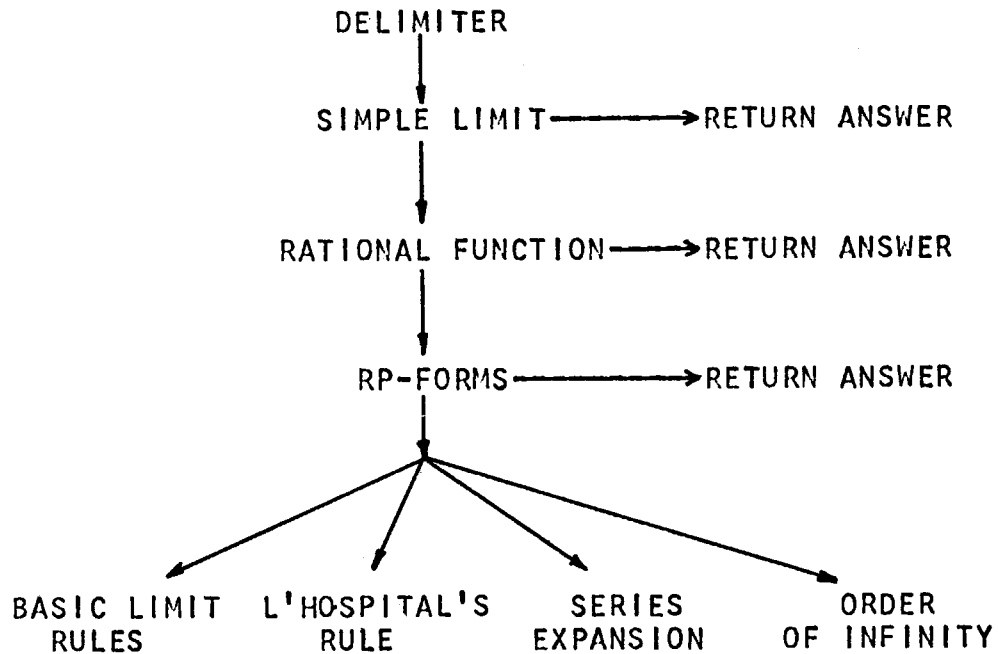 DELIMITER
SIMPLE LIMIT
RETURN ANSWER
RATIONAL FUNCTION
RETURN ANSWER
RP-FORMS
RETURN ANSWER
BASIC LIMIT
RULES
L'HOSPITAL'S
RULE
SERIES
EXPANSION
ORDER
OF INFINITY